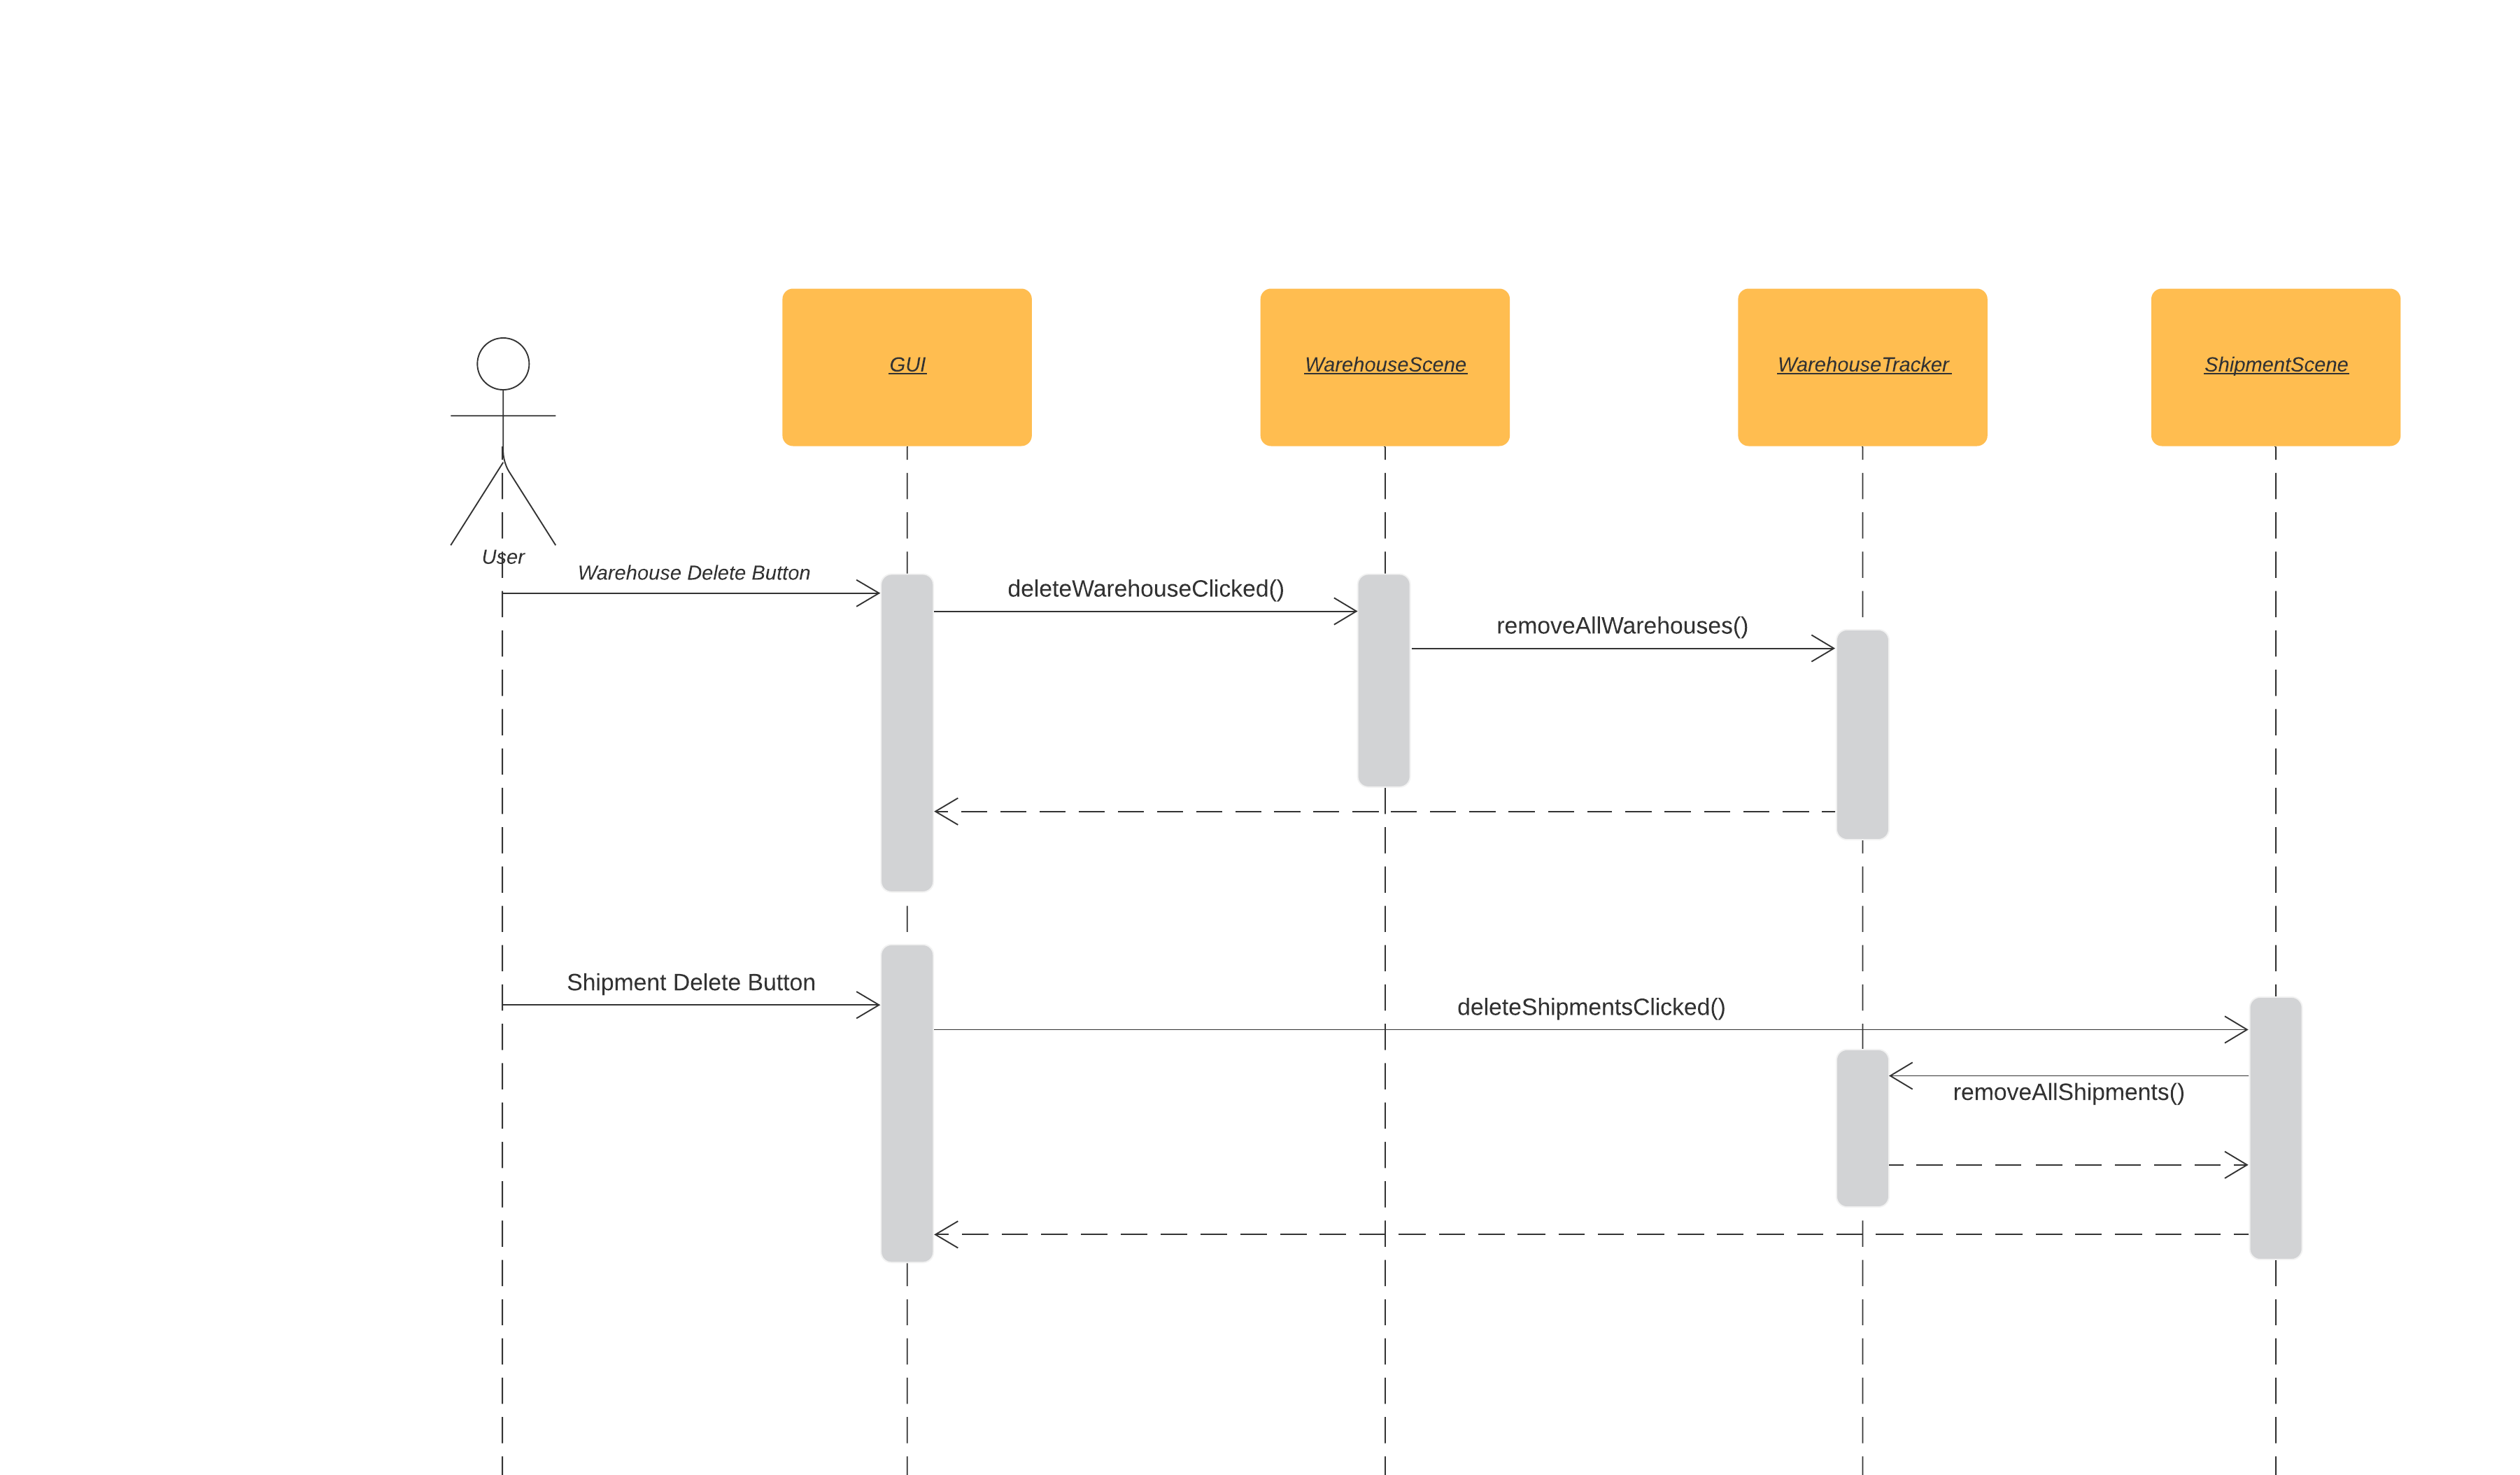 GUI
WarehouseScene
WarehouseTracker
ShipmentScene
User
Warehouse Delete Button
deleteWarehouseClicked()
removeAllWarehouses()
Shipment Delete Button
deleteShipmentsClicked()
removeAllShipments()